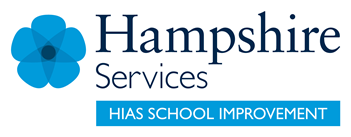 Hampshire
Services
HIAS SCHOOL IMPROVEMENT